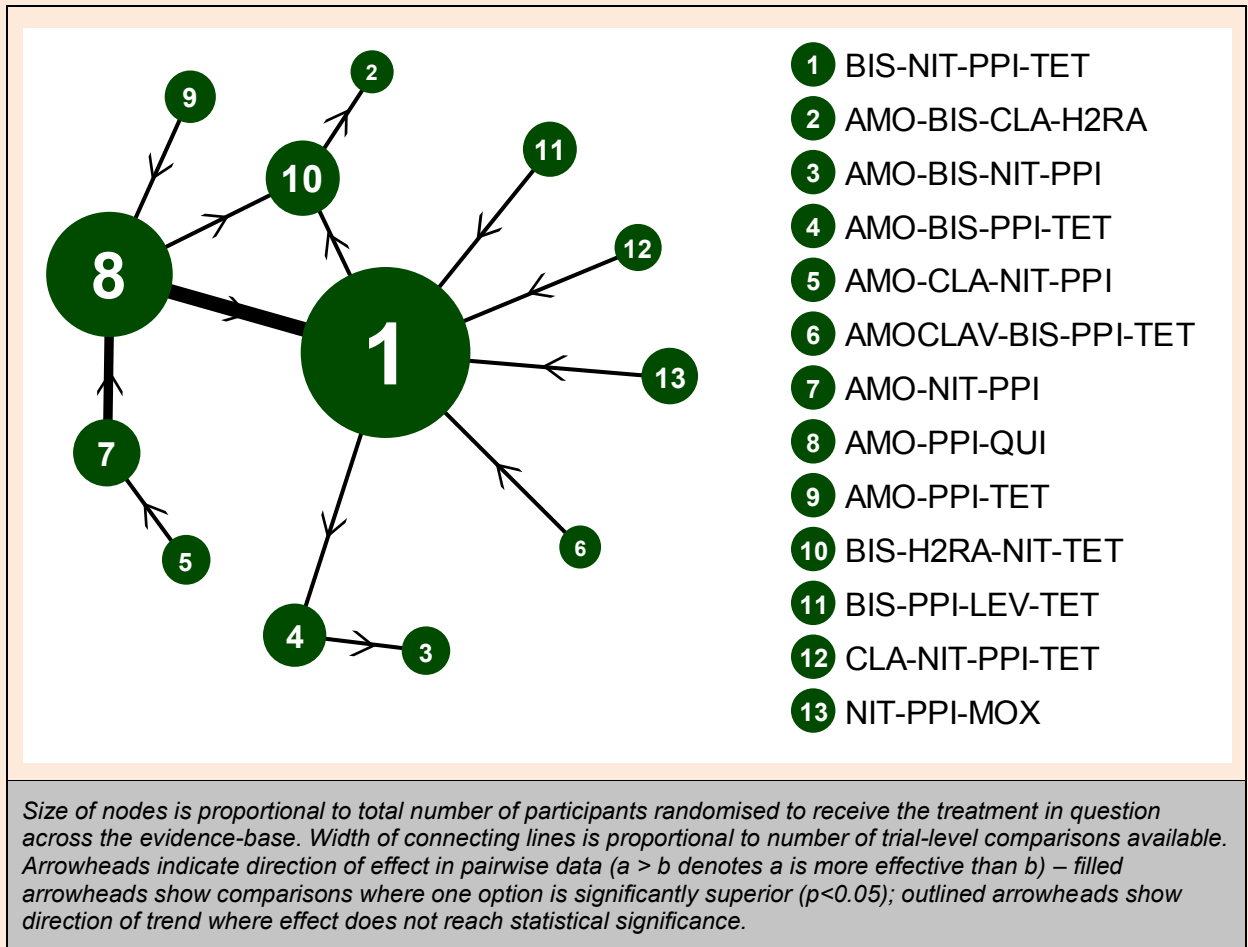 2
9
11
10
12
8
1
13
7
6
5
4
3
1 BIS-NIT-PPI-TET
2 AMO-BIS-CLA-H2RA
3 AMO-BIS-NIT-PPI
4 AMO-BIS-PPI-TET
5 AMO-CLA-NIT-PPI
6 AMOCLAV-BIS-PPI-TET
7 AMO-NIT-PPI
8 AMO-PPI-QUI
9 AMO-PPI-TET
10 BIS-H2RA-NIT-TET
11 BIS-PPI-LEV-TET
12 CLA-NIT-PPI-TET
13 NIT-PPI-MOX
Size of nodes is proportional to total number of participants randomised to receive the treatment in question
across the evidence-base. Width of connecting lines is proportional to number of trial-level comparisons available.
Arrowheads indicate direction of effect in pairwise data (a > b denotes a is more effective than b) – filled
arrowheads show comparisons where one option is significantly superior (p<0.05); outlined arrowheads show
direction of trend where effect does not reach statistical significance.